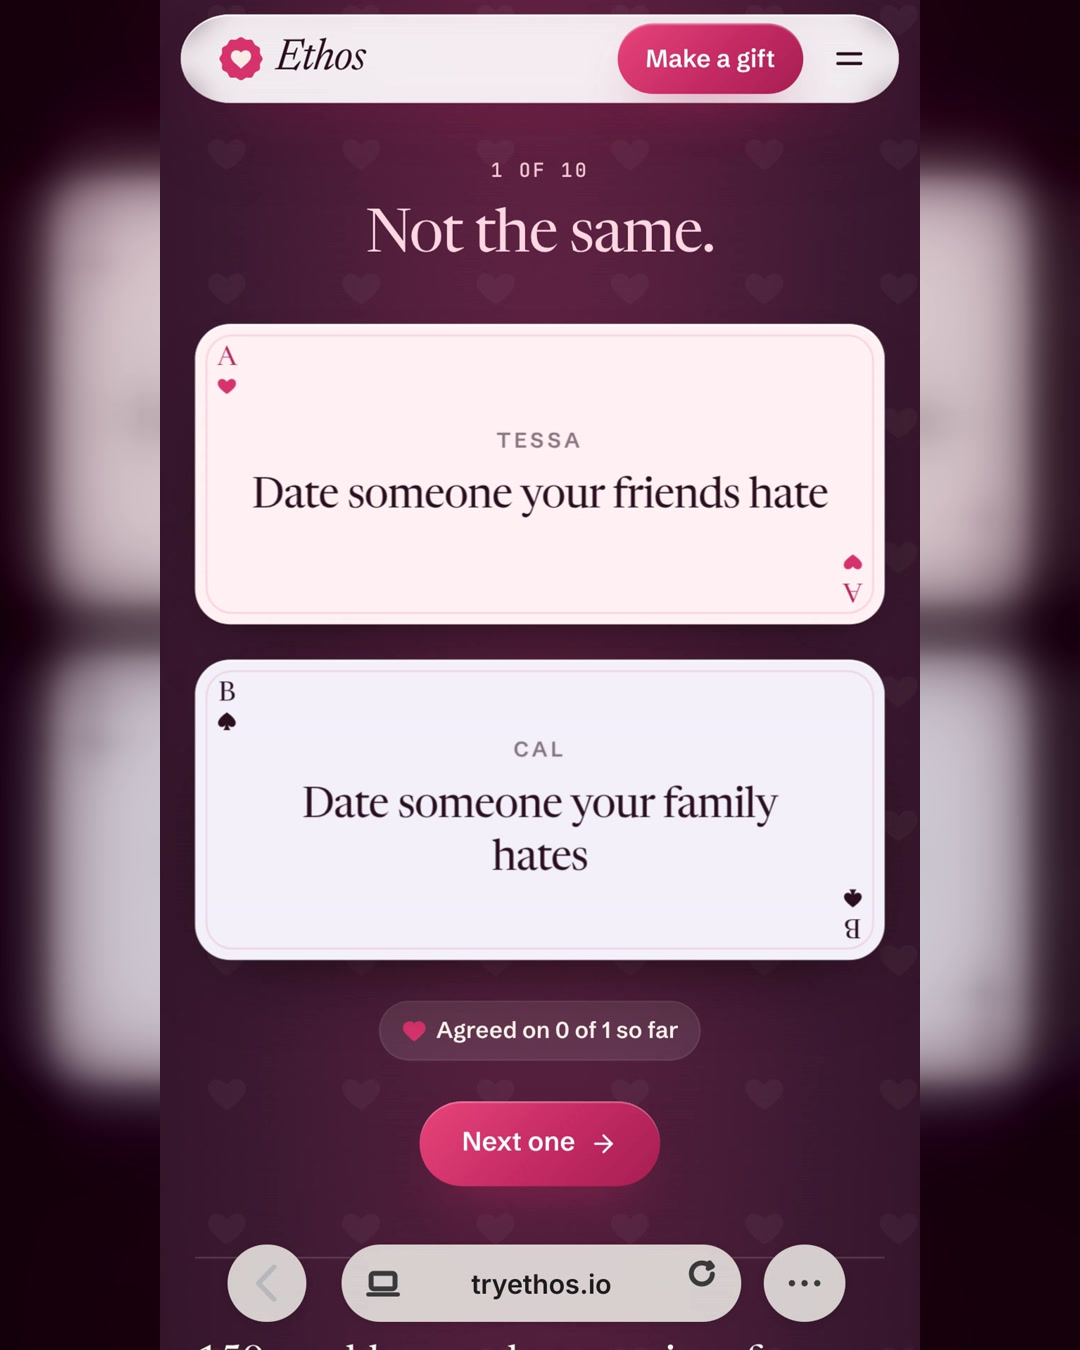 Ethos
Make a gift
1 OF 10
Not the same.
A
TESSA
Date someone your friends hate
A
B
CAL
Date someone your family
hates
B
Agreed on 0 of 1 so far
Next one →
tryethos.io